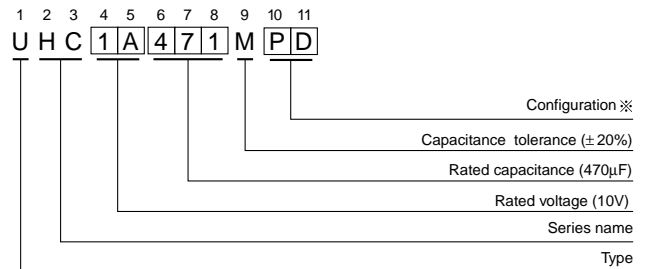 1 2 3 4 5 6 7 8 9 10 11
U H C 1 A 4 7 1 M P D
Configuration ※
Capacitance tolerance (±20%)
Rated capacitance (470μF)
Rated voltage (10V)
Series name
Type